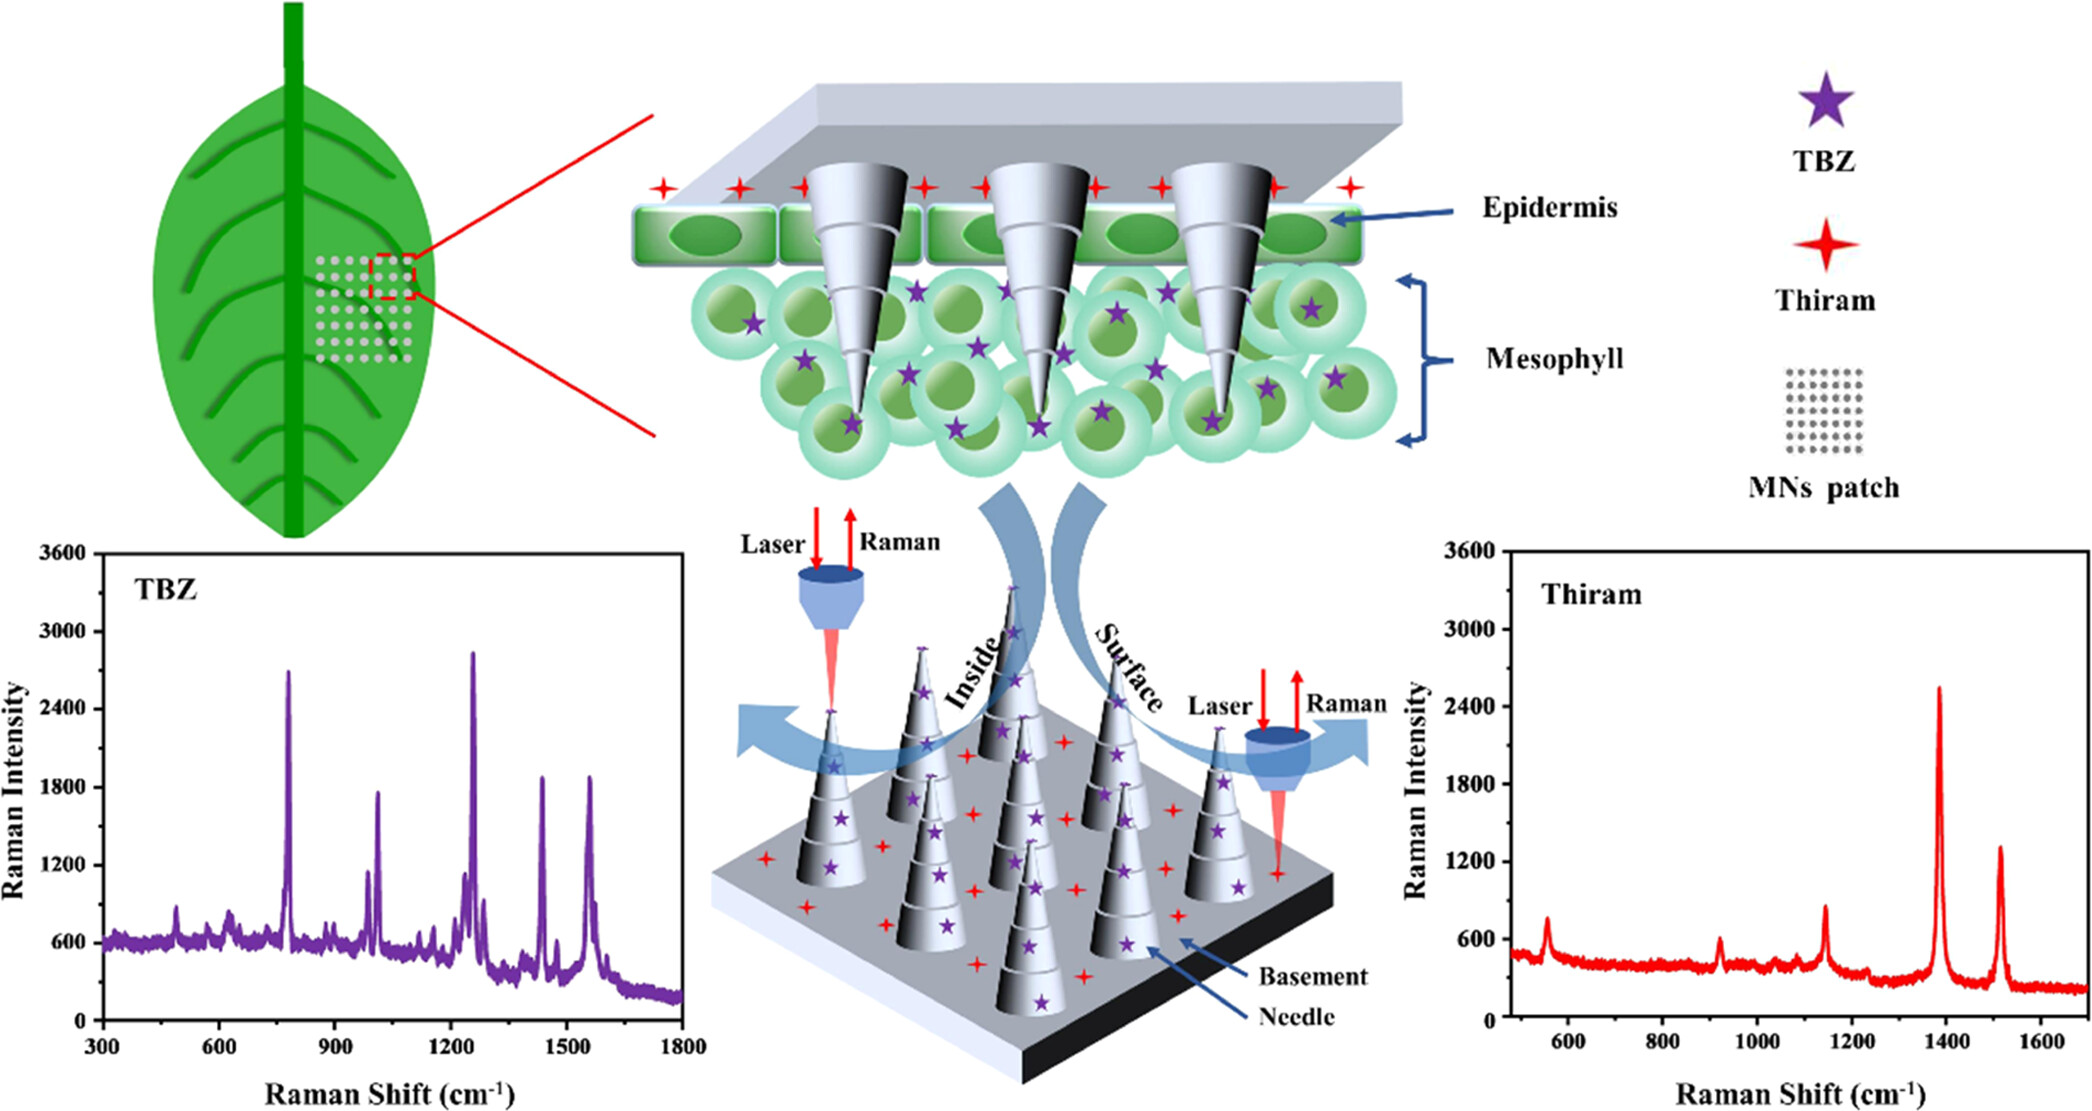 Epidermis
Mesophyll
TBZ
Thiram
MNs patch
Laser
Raman
Inside
Surface
Laser
Raman
Basement
Needle
TBZ
Raman Intensity
3600
3000
2400
1800
1200
600
0
300 600 900 1200 1500 1800
Raman Shift (cm⁻¹)
Thiram
Raman Intensity
3600
3000
2400
1800
1200
600
0
600 800 1000 1200 1400 1600
Raman Shift (cm⁻¹)